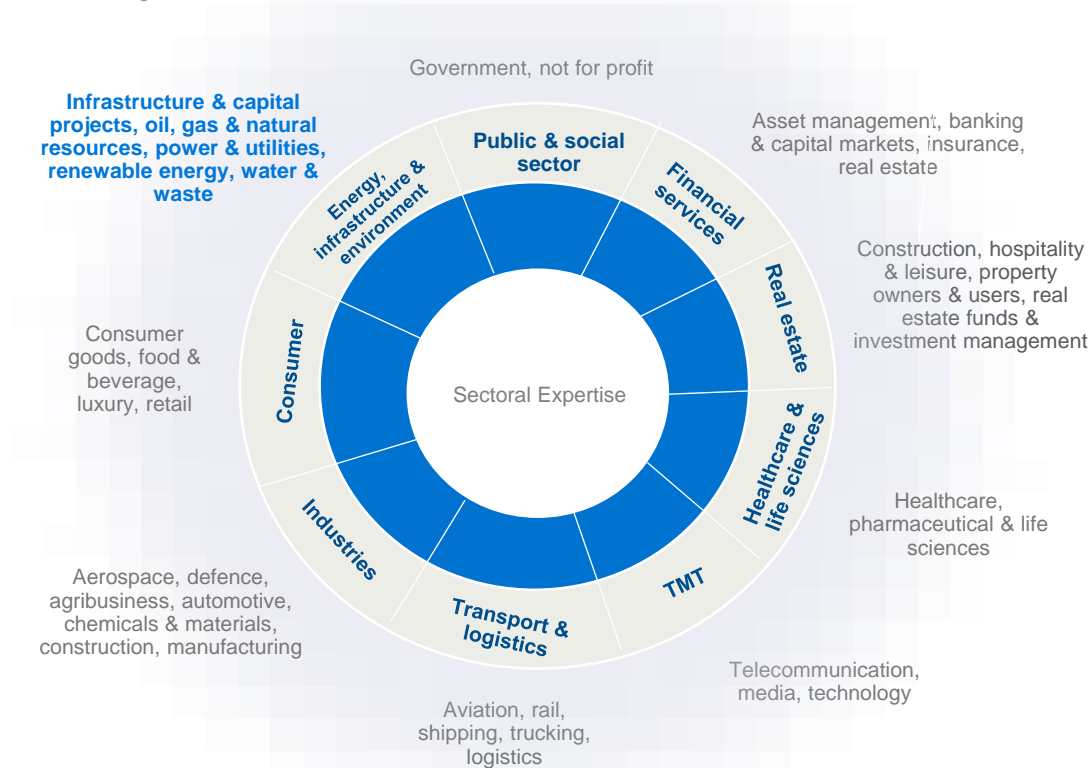 Government, not for profit
Infrastructure & capital
projects, oil, gas & natural
resources, power & utilities,
renewable energy, water &
waste
Asset management, banking
& capital markets, insurance,
real estate
Public & social
sector
Energy,
infrastructure &
environment
Financial
services
Construction, hospitality
& leisure, property
owners & users, real
estate funds &
investment management
Real estate
Consumer
goods, food &
beverage,
luxury, retail
Consumer
Sectoral Expertise
Healthcare &
life sciences
Healthcare,
pharmaceutical & life
sciences
Industries
Aerospace, defence,
agribusiness, automotive,
chemicals & materials,
construction, manufacturing
TMT
Transport &
logistics
Telecommunication,
media, technology
Aviation, rail,
shipping, trucking,
logistics